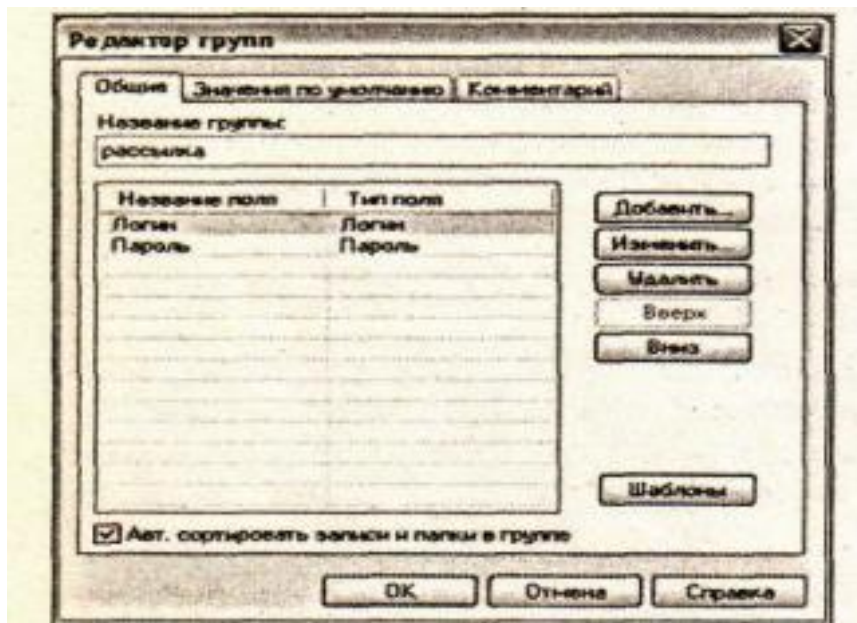 Редактор групп
Общие Значения по умолчанию Комментарий
Название группы:
рассылка
Название поля Тип поля
Логин Логин
Пароль Пароль
Добавить...
Изменить...
Удалить
Вверх
Вниз
Шаблоны
Авт. сортировать записи и папки в группе
OK Отмена Справка